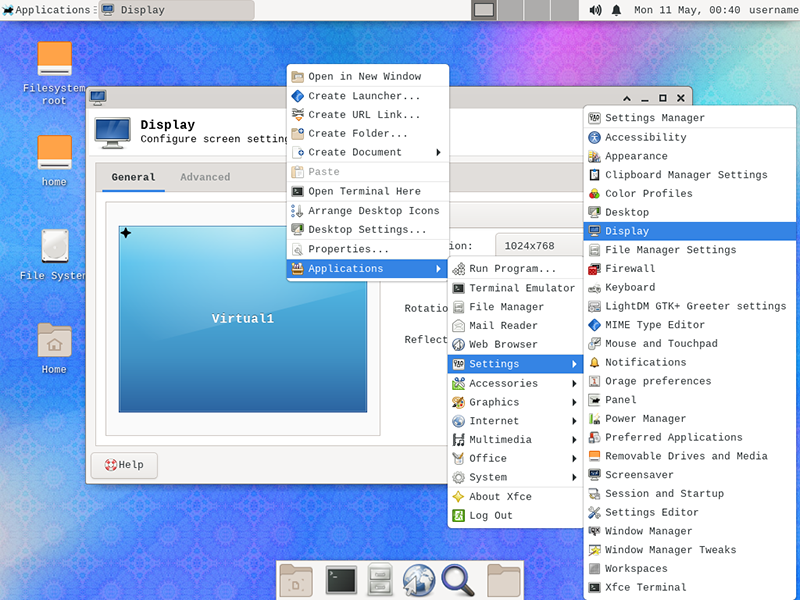 Applications
Display
Mon 11 May, 00:40
username
Filesystem
root
home
File System
Home
Display
Configure screen setting
General
Advanced
Virtual1
ion:
1024x768
Rotatio
Reflect
Help
Open in New Window
Create Launcher...
Create URL Link...
Create Folder...
Create Document
Paste
Open Terminal Here
Arrange Desktop Icons
Desktop Settings...
Properties...
Applications
Run Program...
Terminal Emulator
File Manager
Mail Reader
Web Browser
Settings
Accessories
Graphics
Internet
Multimedia
Office
System
About Xfce
Log Out
Settings Manager
Accessibility
Appearance
Clipboard Manager Settings
Color Profiles
Desktop
Display
File Manager Settings
Firewall
Keyboard
LightDM GTK+ Greeter settings
MIME Type Editor
Mouse and Touchpad
Notifications
Orage preferences
Panel
Power Manager
Preferred Applications
Removable Drives and Media
Screensaver
Session and Startup
Settings Editor
Window Manager
Window Manager Tweaks
Workspaces
Xfce Terminal